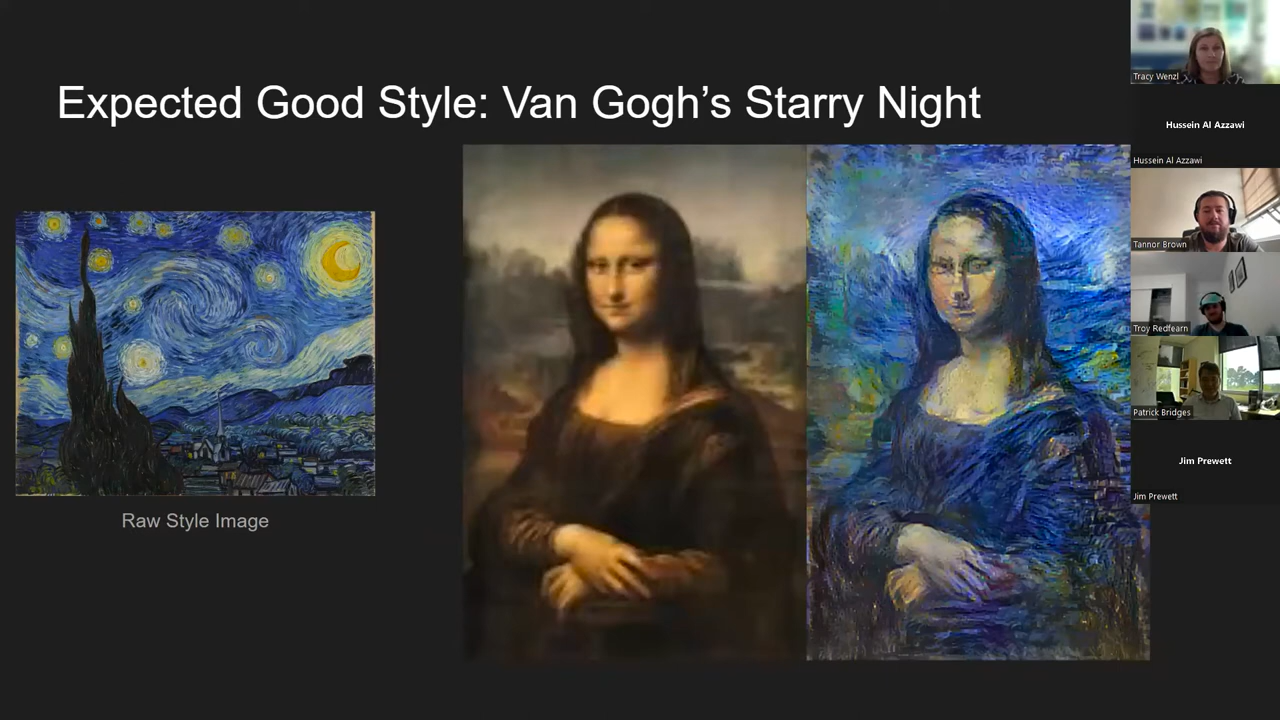 Expected Good Style: Van Gogh’s Starry Night
Raw Style Image
Tracy Wenzl
Hussein Al Azzawi
Hussein Al Azzawi
Tannor Brown
Troy Redfearn
Patrick Bridges
Jim Prewett
Jim Prewett